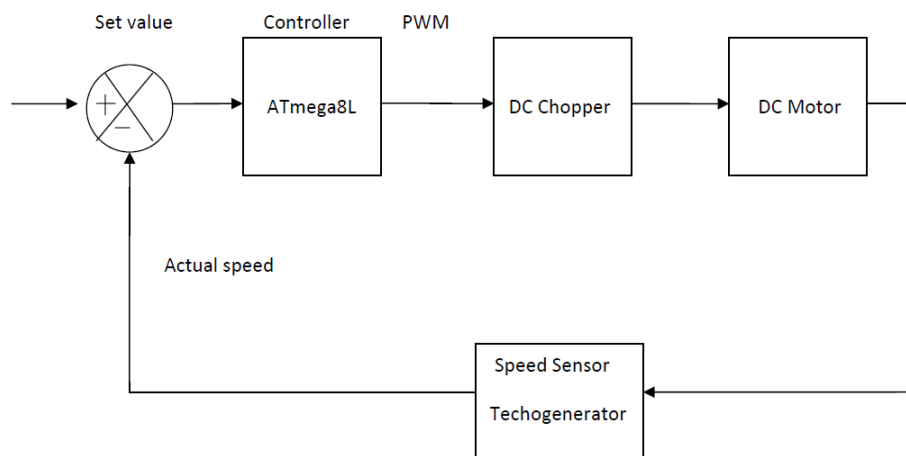 Set value
Controller
PWM
+
−
ATmega8L
DC Chopper
DC Motor
Actual speed
Speed Sensor
Techogenerator